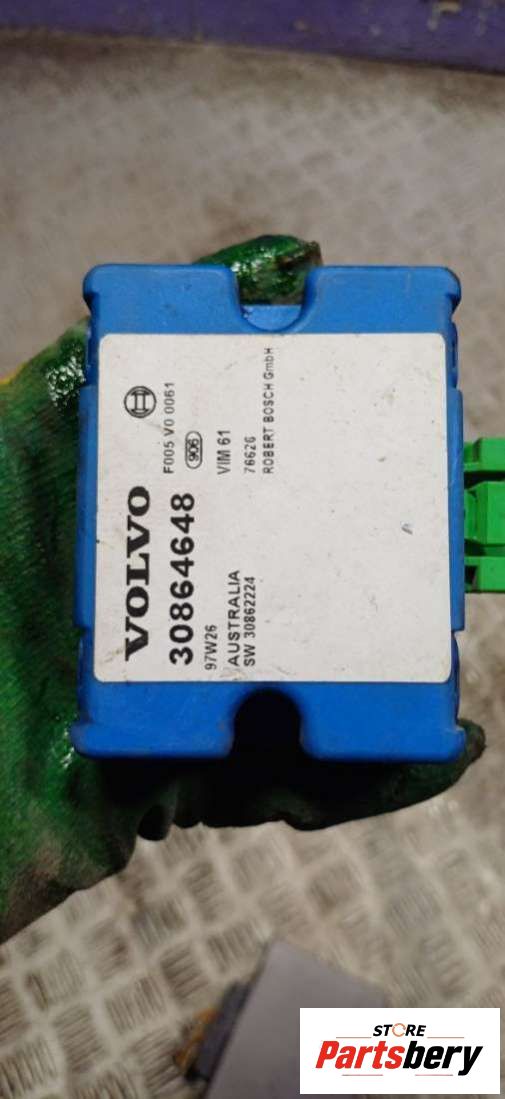 VOLVO
30864648
97W26
AUSTRALIA
SW 30862224
F005 V0 0061
906
VIM 61
76626
ROBERT BOSCH GmbH
STORE
Partsbery